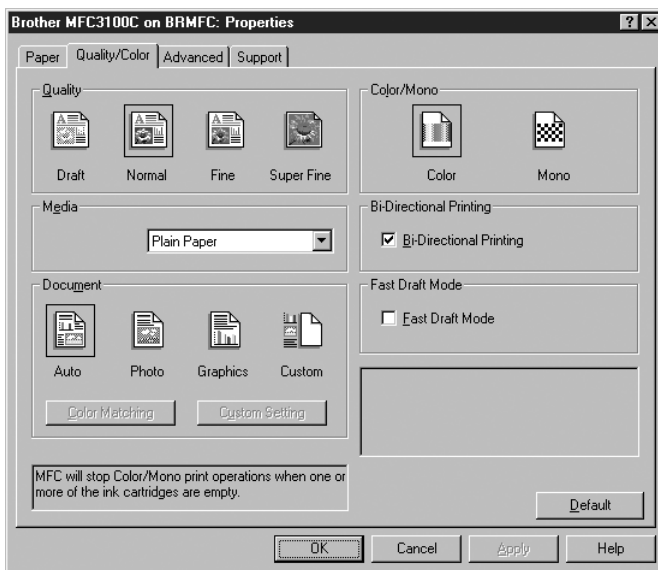 Brother MFC3100C on BRMFC: Properties
Paper
Quality/Color
Advanced
Support
Quality
Draft
Normal
Fine
Super Fine
Color/Mono
Color
Mono
Media
Plain Paper
Bi-Directional Printing
Bi-Directional Printing
Document
Auto
Photo
Graphics
Custom
Color Matching
Custom Setting
Fast Draft Mode
Fast Draft Mode
MFC will stop Color/Mono print operations when one or
more of the ink cartridges are empty.
Default
OK
Cancel
Apply
Help